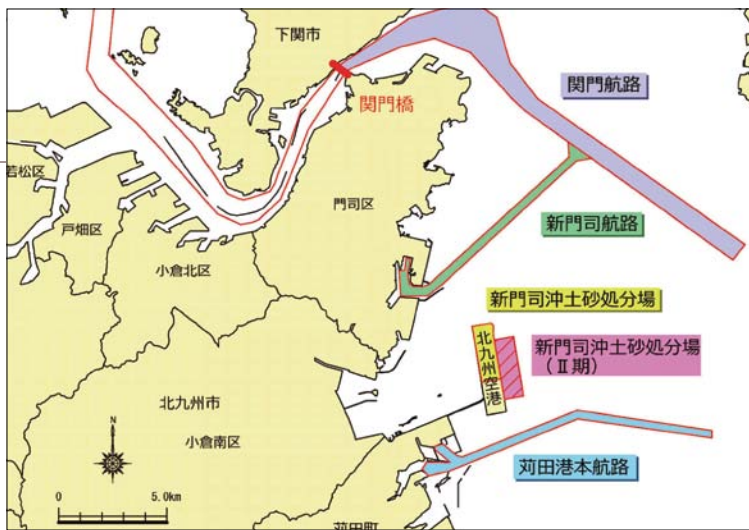 下関市
関門航路
関門橋
若松区
門司区
戸畑区
新門司航路
小倉北区
新門司沖土砂処分場
北九州空港
新門司沖土砂処分場
(Ⅱ期)
北九州市
小倉南区
N
0 5.0km
苅田港本航路
苅田町